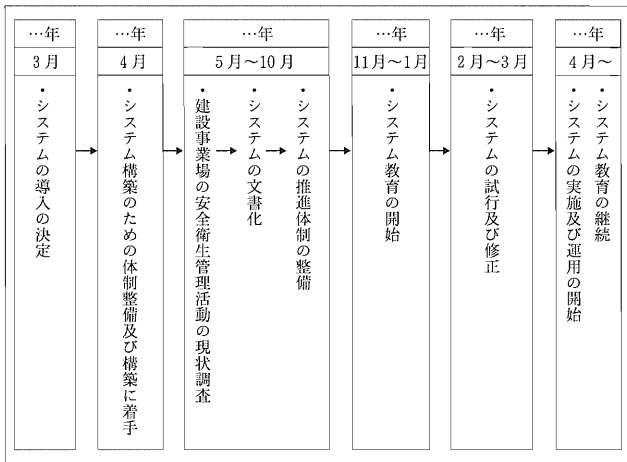 …年
3月
・システムの導入の決定
…年
4月
・システム構築のための体制整備及び構築に着手
…年
5月～10月
・建設事業場の安全衛生管理活動の現状調査
・システムの文書化
・システムの推進体制の整備
…年
11月～1月
・システム教育の開始
…年
2月～3月
・システムの試行及び修正
…年
4月～
・システム教育の継続
・システムの実施及び運用の開始